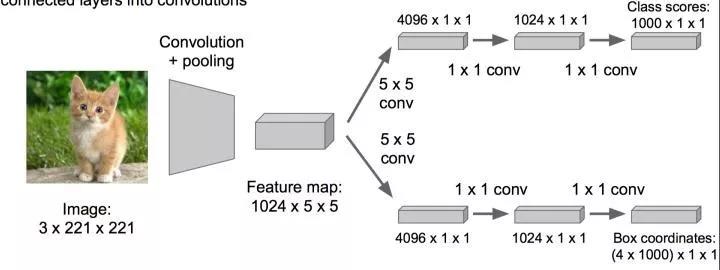 connected layers into convolutions
Convolution
+ pooling
Image:
3 x 221 x 221
Feature map:
1024 x 5 x 5
5 x 5
conv
4096 x 1 x 1
1 x 1 conv
1024 x 1 x 1
1 x 1 conv
Class scores:
1000 x 1 x 1
5 x 5
conv
4096 x 1 x 1
1 x 1 conv
1024 x 1 x 1
1 x 1 conv
Box coordinates:
(4 x 1000) x 1 x 1